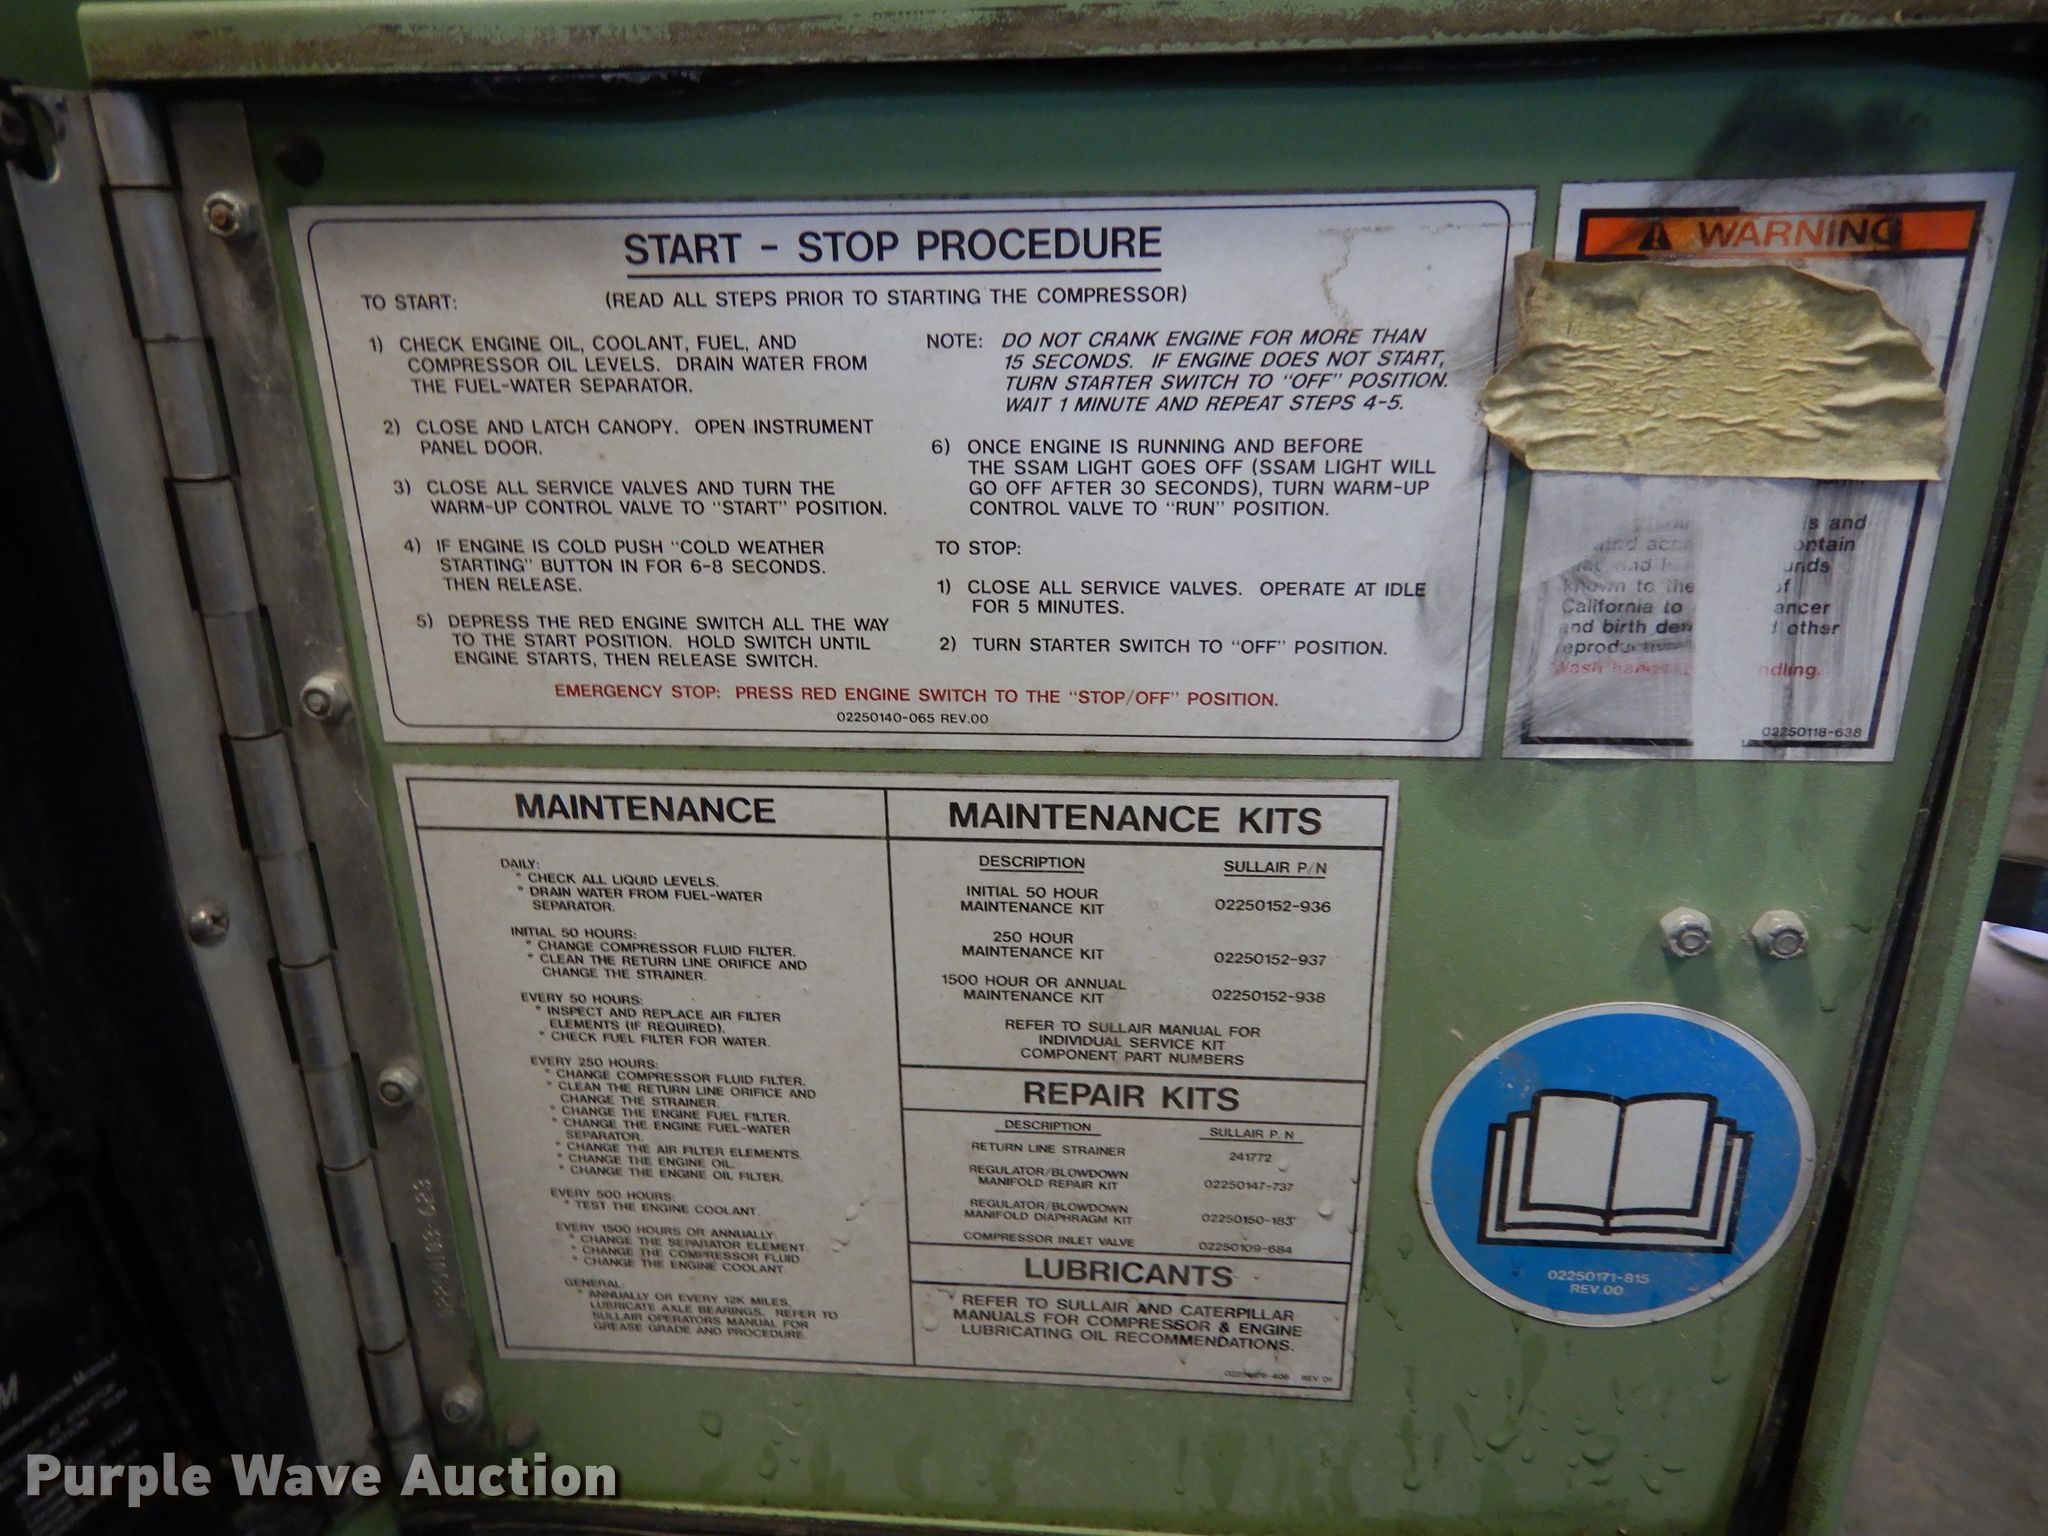 START - STOP PROCEDURE
TO START:
(READ ALL STEPS PRIOR TO STARTING THE COMPRESSOR)
1) CHECK ENGINE OIL, COOLANT, FUEL, AND
COMPRESSOR OIL LEVELS. DRAIN WATER FROM
THE FUEL-WATER SEPARATOR.
2) CLOSE AND LATCH CANOPY. OPEN INSTRUMENT
PANEL DOOR.
3) CLOSE ALL SERVICE VALVES AND TURN THE
WARM-UP CONTROL VALVE TO "START" POSITION.
4) IF ENGINE IS COLD PUSH "COLD WEATHER
STARTING" BUTTON IN FOR 6-8 SECONDS.
THEN RELEASE.
5) DEPRESS THE RED ENGINE SWITCH ALL THE WAY
TO THE START POSITION. HOLD SWITCH UNTIL
ENGINE STARTS, THEN RELEASE SWITCH.
NOTE: DO NOT CRANK ENGINE FOR MORE THAN
15 SECONDS. IF ENGINE DOES NOT START,
TURN STARTER SWITCH TO "OFF" POSITION.
WAIT 1 MINUTE AND REPEAT STEPS 4-5.
6) ONCE ENGINE IS RUNNING AND BEFORE
THE SSAM LIGHT GOES OFF (SSAM LIGHT WILL
GO OFF AFTER 30 SECONDS), TURN WARM-UP
CONTROL VALVE TO "RUN" POSITION.
TO STOP:
1) CLOSE ALL SERVICE VALVES. OPERATE AT IDLE
FOR 5 MINUTES.
2) TURN STARTER SWITCH TO "OFF" POSITION.
EMERGENCY STOP: PRESS RED ENGINE SWITCH TO THE "STOP/OFF" POSITION.
02250140-065 REV.00
WARNING
and
known to the of
California to
and birth other
02250118-638
MAINTENANCE
DAILY:
* CHECK ALL LIQUID LEVELS.
* DRAIN WATER FROM FUEL-WATER
SEPARATOR.
INITIAL 50 HOURS:
* CHANGE COMPRESSOR FLUID FILTER.
* CLEAN THE RETURN LINE ORIFICE AND
CHANGE THE STRAINER.
EVERY 50 HOURS:
* INSPECT AND REPLACE AIR FILTER
ELEMENTS (IF REQUIRED).
* CHECK FUEL FILTER FOR WATER.
EVERY 250 HOURS:
* CHANGE COMPRESSOR FLUID FILTER.
* CLEAN THE RETURN LINE ORIFICE AND
CHANGE THE STRAINER.
* CHANGE THE ENGINE FUEL FILTER.
* CHANGE THE ENGINE FUEL-WATER
SEPARATOR.
* CHANGE THE AIR FILTER ELEMENTS.
* CHANGE THE ENGINE OIL.
* CHANGE THE ENGINE OIL FILTER.
EVERY 500 HOURS:
* TEST THE ENGINE COOLANT.
EVERY 1500 HOURS OR ANNUALLY:
* CHANGE THE SEPARATOR ELEMENT.
* CHANGE THE COMPRESSOR FLUID.
* CHANGE THE ENGINE COOLANT.
GENERAL:
* ANNUALLY OR EVERY 12K MILES,
LUBRICATE AXLE BEARINGS. REFER TO
SULLAIR OPERATORS MANUAL FOR
GREASE GRADE AND PROCEDURE.
MAINTENANCE KITS
DESCRIPTION SULLAIR P/N
INITIAL 50 HOUR
MAINTENANCE KIT 02250152-936
250 HOUR
MAINTENANCE KIT 02250152-937
1500 HOUR OR ANNUAL
MAINTENANCE KIT 02250152-938
REFER TO SULLAIR MANUAL FOR
INDIVIDUAL SERVICE KIT
COMPONENT PART NUMBERS
REPAIR KITS
DESCRIPTION SULLAIR P/N
RETURN LINE STRAINER 241772
REGULATOR/BLOWDOWN
MANIFOLD REPAIR KIT 02250147-737
REGULATOR/BLOWDOWN
MANIFOLD DIAPHRAGM KIT 02250150-183
COMPRESSOR INLET VALVE 02250109-684
LUBRICANTS
REFER TO SULLAIR AND CATERPILLAR
MANUALS FOR COMPRESSOR & ENGINE
LUBRICATING OIL RECOMMENDATIONS.
REV 01
02250171-815
REV.00
Purple Wave Auction